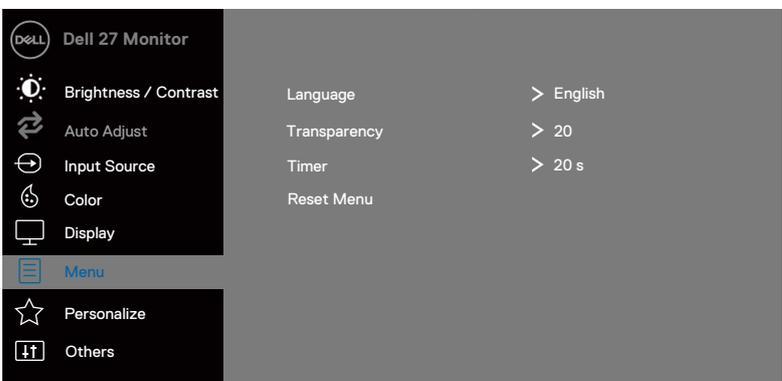 DELL Dell 27 Monitor
Brightness / Contrast
Auto Adjust
Input Source
Color
Display
Menu
Personalize
Others
Language > English
Transparency > 20
Timer > 20 s
Reset Menu